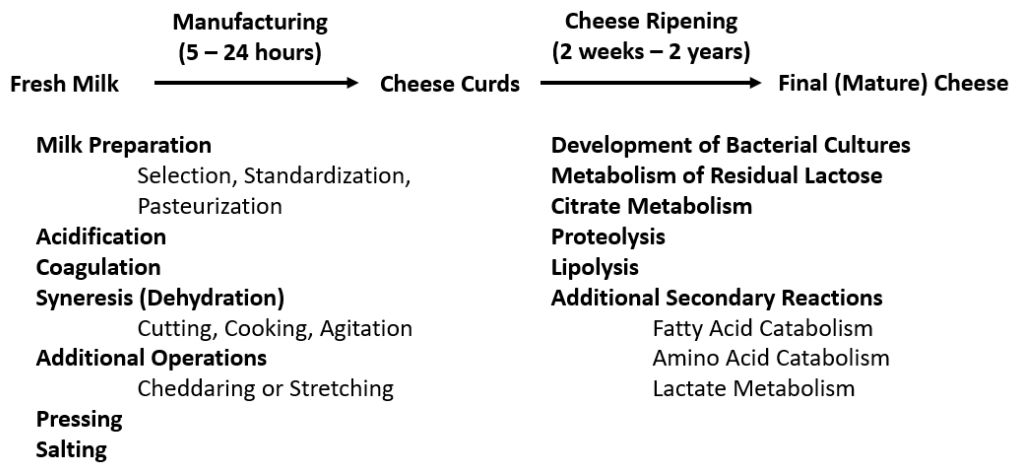 Manufacturing
(5 – 24 hours)
Cheese Ripening
(2 weeks – 2 years)
Fresh Milk
Cheese Curds
Final (Mature) Cheese
Milk Preparation
Selection, Standardization,
Pasteurization
Acidification
Coagulation
Syneresis (Dehydration)
Cutting, Cooking, Agitation
Additional Operations
Cheddaring or Stretching
Pressing
Salting
Development of Bacterial Cultures
Metabolism of Residual Lactose
Citrate Metabolism
Proteolysis
Lipolysis
Additional Secondary Reactions
Fatty Acid Catabolism
Amino Acid Catabolism
Lactate Metabolism